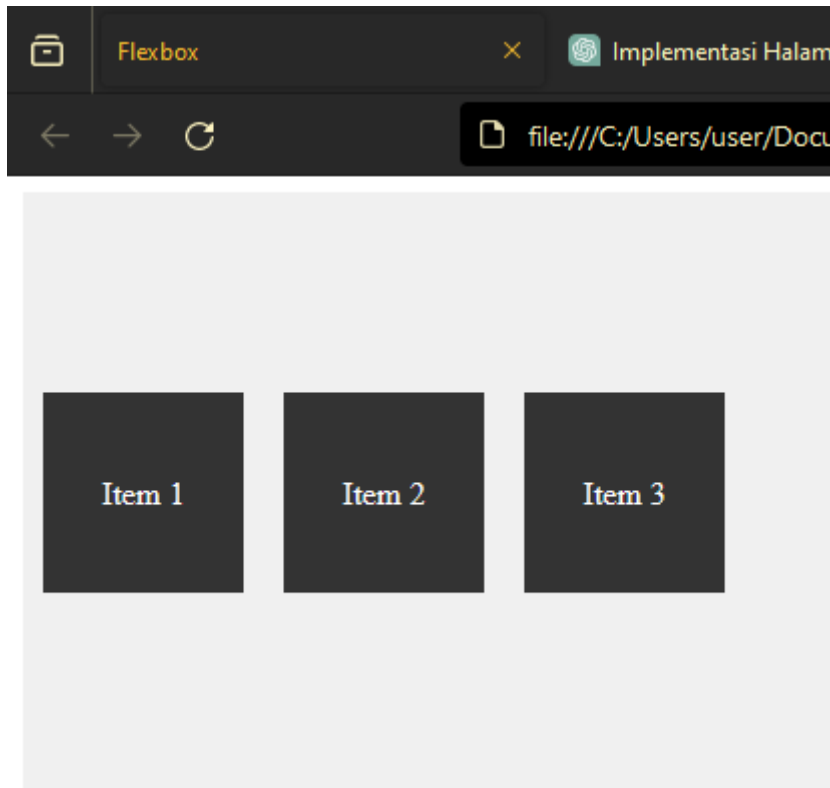 Flexbox
Implementasi Halam
file:///C:/Users/user/Docu
Item 1
Item 2
Item 3